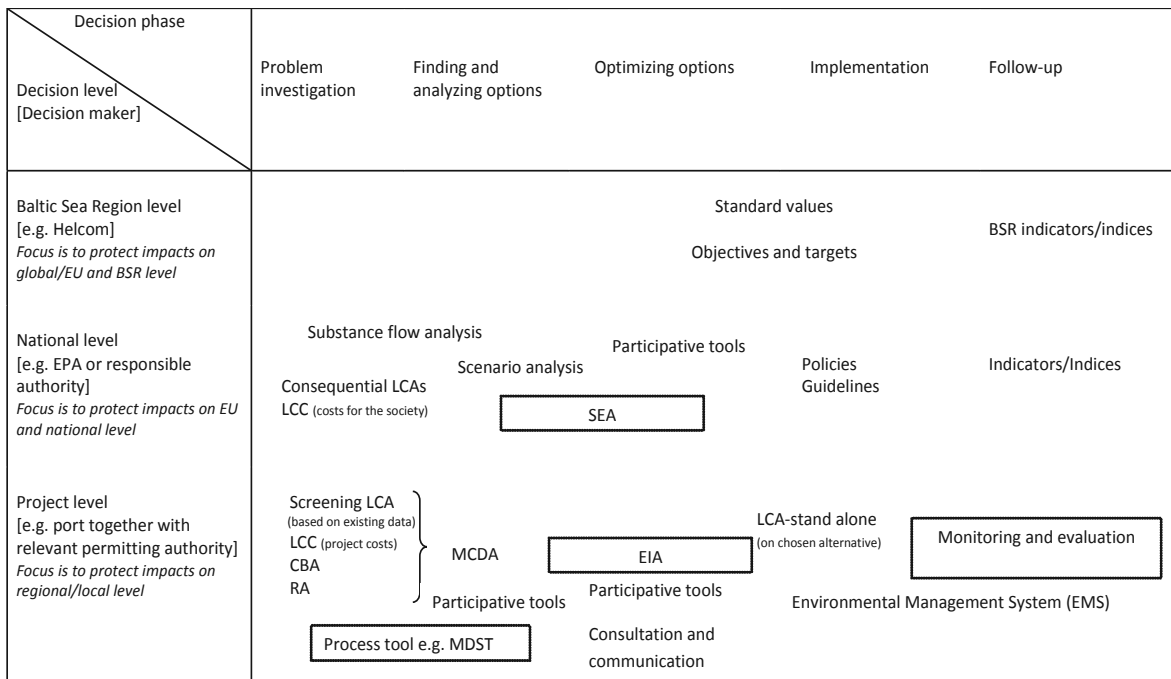 Decision phase
Decision level
[Decision maker]
Problem
investigation
Finding and
analyzing options
Optimizing options
Implementation
Follow-up
Baltic Sea Region level
[e.g. Helcom]
Focus is to protect impacts on
global/EU and BSR level
Standard values
Objectives and targets
BSR indicators/indices
National level
[e.g. EPA or responsible
authority]
Focus is to protect impacts on EU
and national level
Substance flow analysis
Participative tools
Scenario analysis
Consequential LCAs
LCC (costs for the society)
SEA
Policies
Guidelines
Indicators/Indices
Project level
[e.g. port together with
relevant permitting authority]
Focus is to protect impacts on
regional/local level
Screening LCA
(based on existing data)
LCC (project costs)
CBA
RA
MCDA
EIA
LCA-stand alone
(on chosen alternative)
Monitoring and evaluation
Participative tools
Participative tools
Environmental Management System (EMS)
Process tool e.g. MDST
Consultation and
communication